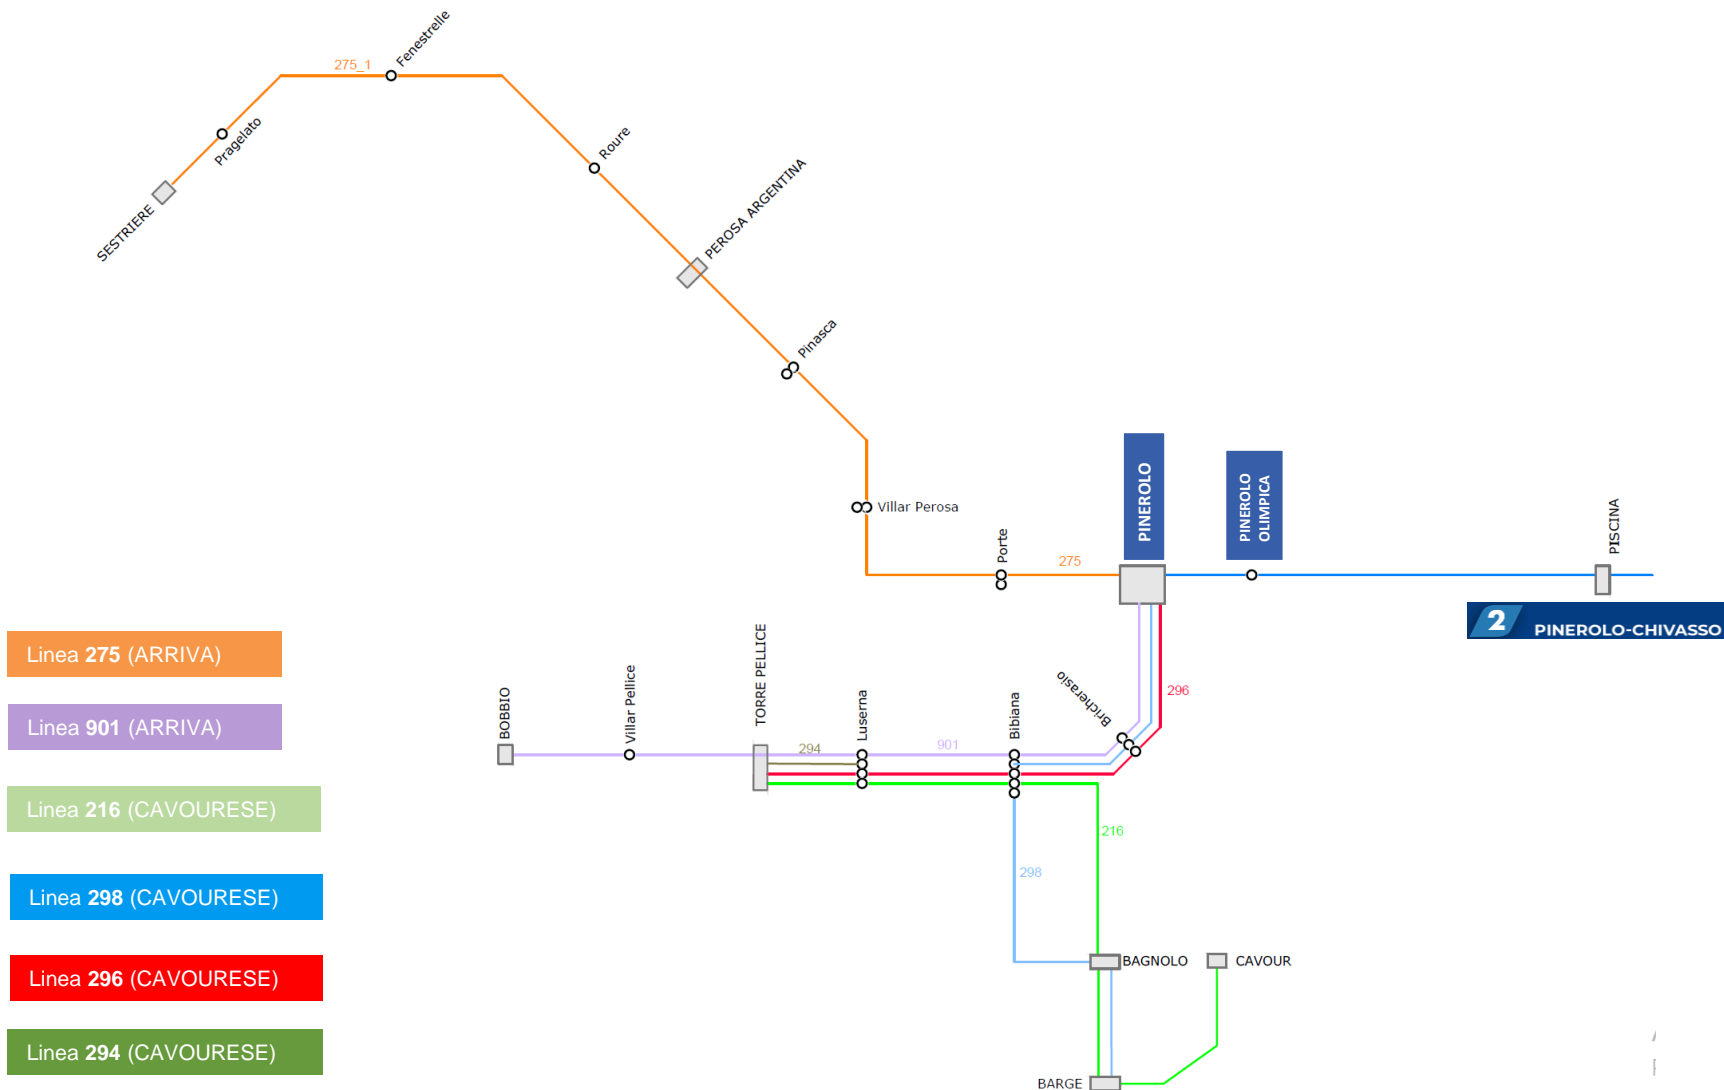 Fenestrelle
275_1
Pragelato
Roure
SESTRIERE
PEROSA ARGENTINA
Pinasca
Villar Perosa
PINEROLO
PINEROLO
OLIMPICA
PISCINA
Porte
275
2 PINEROLO-CHIVASSO
Linea 275 (ARRIVA)
Linea 901 (ARRIVA)
Linea 216 (CAVOURESE)
Linea 298 (CAVOURESE)
Linea 296 (CAVOURESE)
Linea 294 (CAVOURESE)
BOBBIO
Villar Pellice
TORRE PELLICE
Luserna
Bibiana
Bricherasio
296
294
901
216
298
BAGNOLO
CAVOUR
BARGE